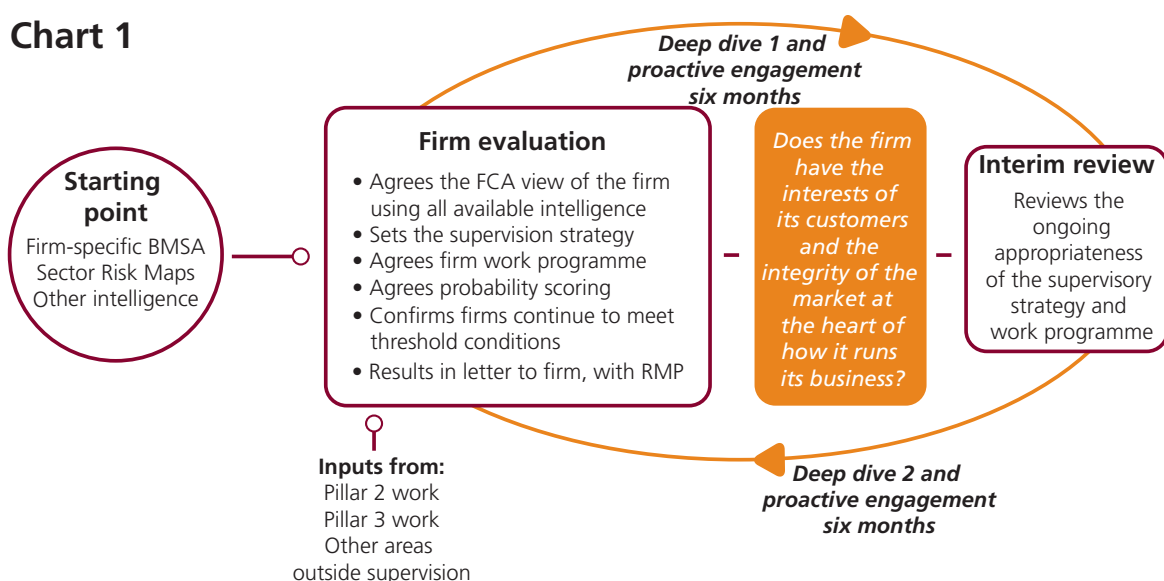 Chart 1
Deep dive 1 and
proactive engagement
six months
Starting
point
Firm-specific BMSA
Sector Risk Maps
Other intelligence
Firm evaluation
• Agrees the FCA view of the firm
using all available intelligence
• Sets the supervision strategy
• Agrees firm work programme
• Agrees probability scoring
• Confirms firms continue to meet
threshold conditions
• Results in letter to firm, with RMP
Does the firm
have the
interests of
its customers
and the
integrity of the
market at
the heart of
how it runs
its business?
Interim review
Reviews the
ongoing
appropriateness
of the supervisory
strategy and
work programme
Inputs from:
Pillar 2 work
Pillar 3 work
Other areas
outside supervision
Deep dive 2 and
proactive engagement
six months